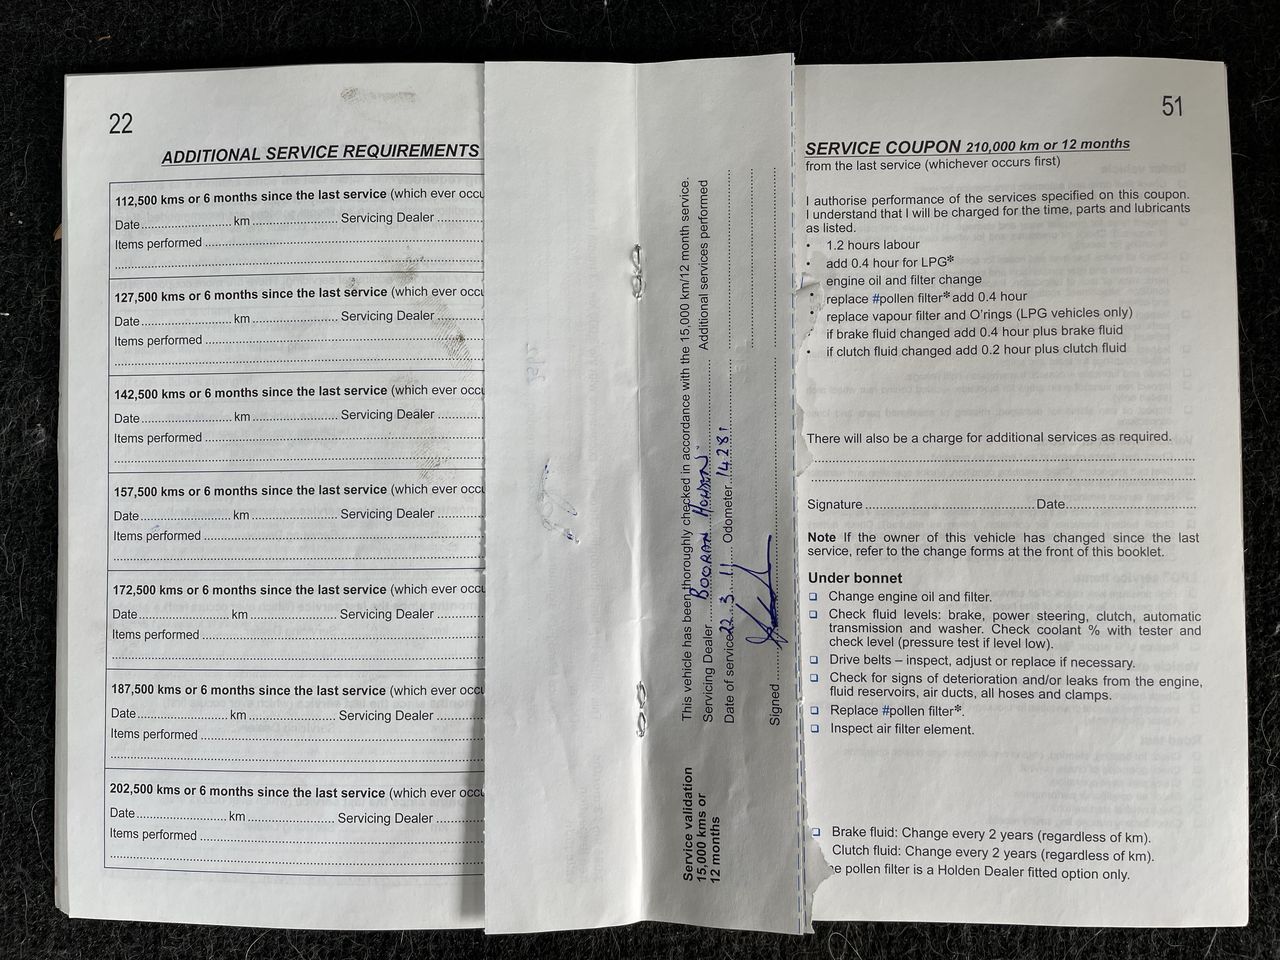 22
ADDITIONAL SERVICE REQUIREMENTS
112,500 kms or 6 months since the last service (which ever occu
Date.................... km .................... Servicing Dealer ............
Items performed ............................................................
127,500 kms or 6 months since the last service (which ever occu
Date.................... km .................... Servicing Dealer ............
Items performed ............................................................
142,500 kms or 6 months since the last service (which ever occu
Date.................... km .................... Servicing Dealer ............
Items performed ............................................................
157,500 kms or 6 months since the last service (which ever occu
Date.................... km .................... Servicing Dealer ............
Items performed ............................................................
172,500 kms or 6 months since the last service (which ever occu
Date.................... km .................... Servicing Dealer ............
Items performed ............................................................
187,500 kms or 6 months since the last service (which ever occu
Date.................... km .................... Servicing Dealer ............
Items performed ............................................................
202,500 kms or 6 months since the last service (which ever occu
Date.................... km .................... Servicing Dealer ............
Items performed ............................................................
Service validation
15,000 kms or
12 months
This vehicle has been thoroughly checked in accordance with the 15,000 km/12 month service.
Servicing Dealer ....BOORAN HOLDEN.... Additional services performed
Date of service 22.3.11 Odometer 14281
Signed ....................
51
SERVICE COUPON 210,000 km or 12 months
from the last service (whichever occurs first)
I authorise performance of the services specified on this coupon.
I understand that I will be charged for the time, parts and lubricants
as listed.
• 1.2 hours labour
• add 0.4 hour for LPG*
engine oil and filter change
• replace #pollen filter* add 0.4 hour
• replace vapour filter and O'rings (LPG vehicles only)
• if brake fluid changed add 0.4 hour plus brake fluid
• if clutch fluid changed add 0.2 hour plus clutch fluid
There will also be a charge for additional services as required.
Signature ........................................Date..............................
Note If the owner of this vehicle has changed since the last
service, refer to the change forms at the front of this booklet.
Under bonnet
❑ Change engine oil and filter.
❑ Check fluid levels: brake, power steering, clutch, automatic
transmission and washer. Check coolant % with tester and
check level (pressure test if level low).
❑ Drive belts – inspect, adjust or replace if necessary.
❑ Check for signs of deterioration and/or leaks from the engine,
fluid reservoirs, air ducts, all hoses and clamps.
❑ Replace #pollen filter*.
❑ Inspect air filter element.
❑ Brake fluid: Change every 2 years (regardless of km).
Clutch fluid: Change every 2 years (regardless of km).
e pollen filter is a Holden Dealer fitted option only.